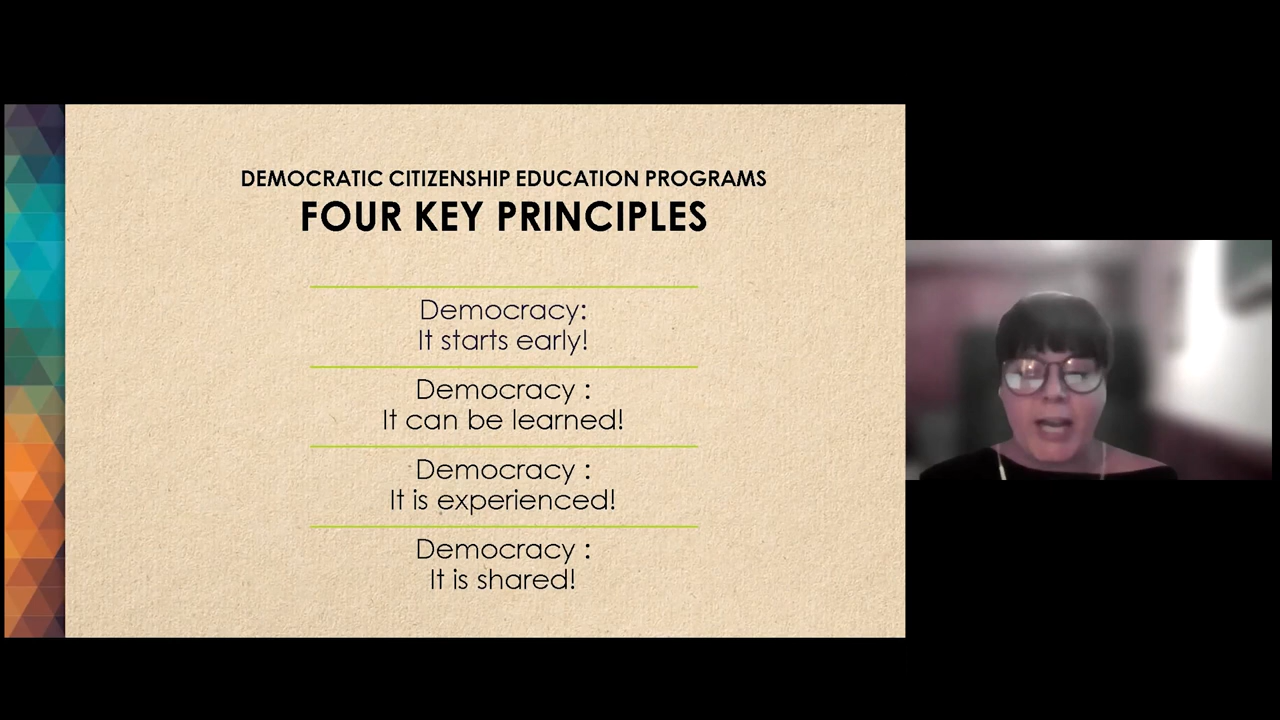 DEMOCRATIC CITIZENSHIP EDUCATION PROGRAMS
FOUR KEY PRINCIPLES
Democracy:
It starts early!
Democracy :
It can be learned!
Democracy :
It is experienced!
Democracy :
It is shared!